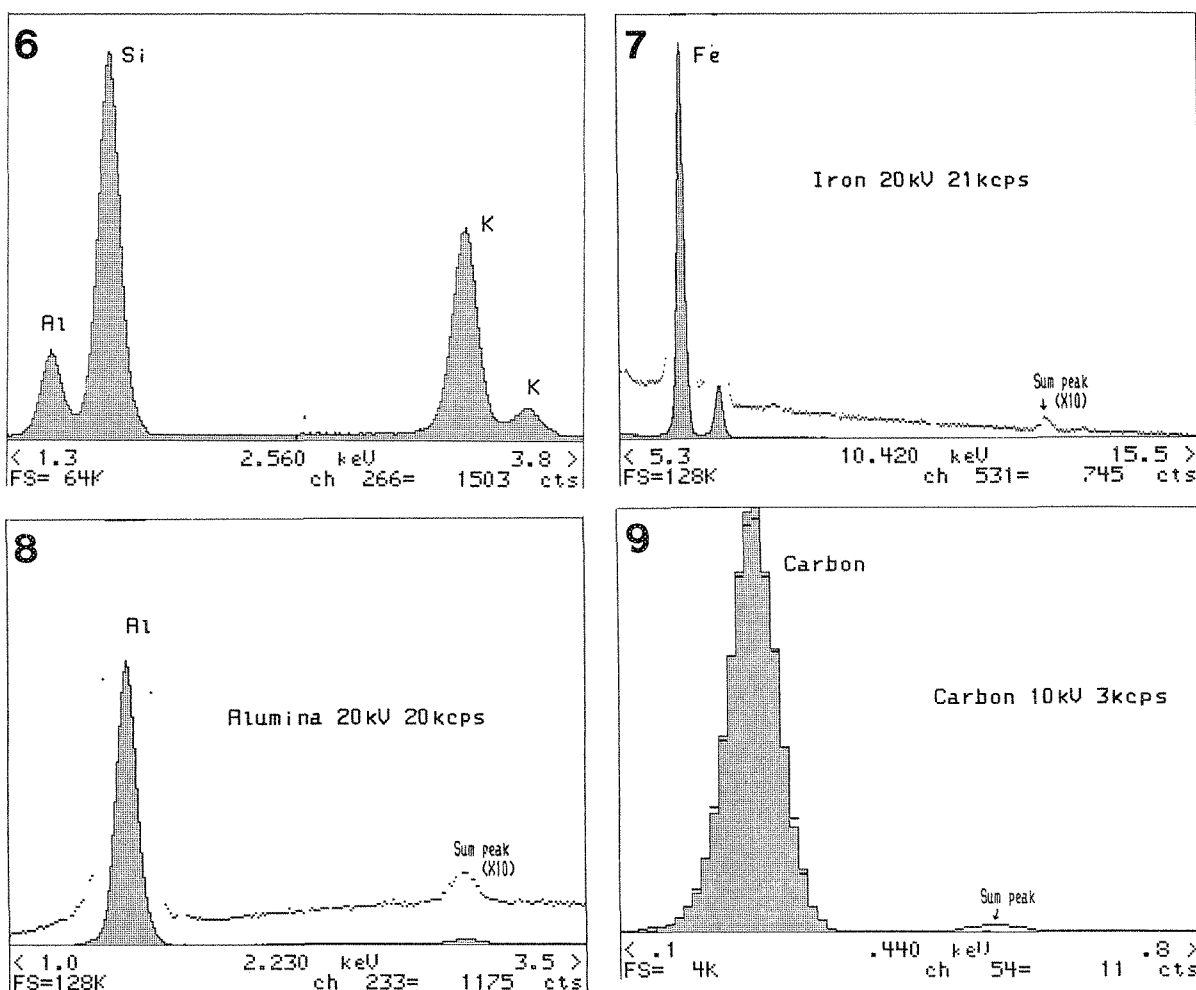 6
Si
Al
K
K
< 1.3 2.560 keV 3.8 >
FS= 64K ch 266= 1503 cts
7
Fe
Iron 20kV 21kcps
Sum peak
(X10)
< 5.3 10.420 keV 15.5 >
FS=128K ch 531= 745 cts
8
Al
Alumina 20kV 20kcps
Sum peak
(X10)
< 1.0 2.230 keV 3.5 >
FS=128K ch 233= 1175 cts
9
Carbon
Carbon 10kV 3kcps
Sum peak
< .1 .440 keV .8 >
FS= 4K ch 54= 11 cts